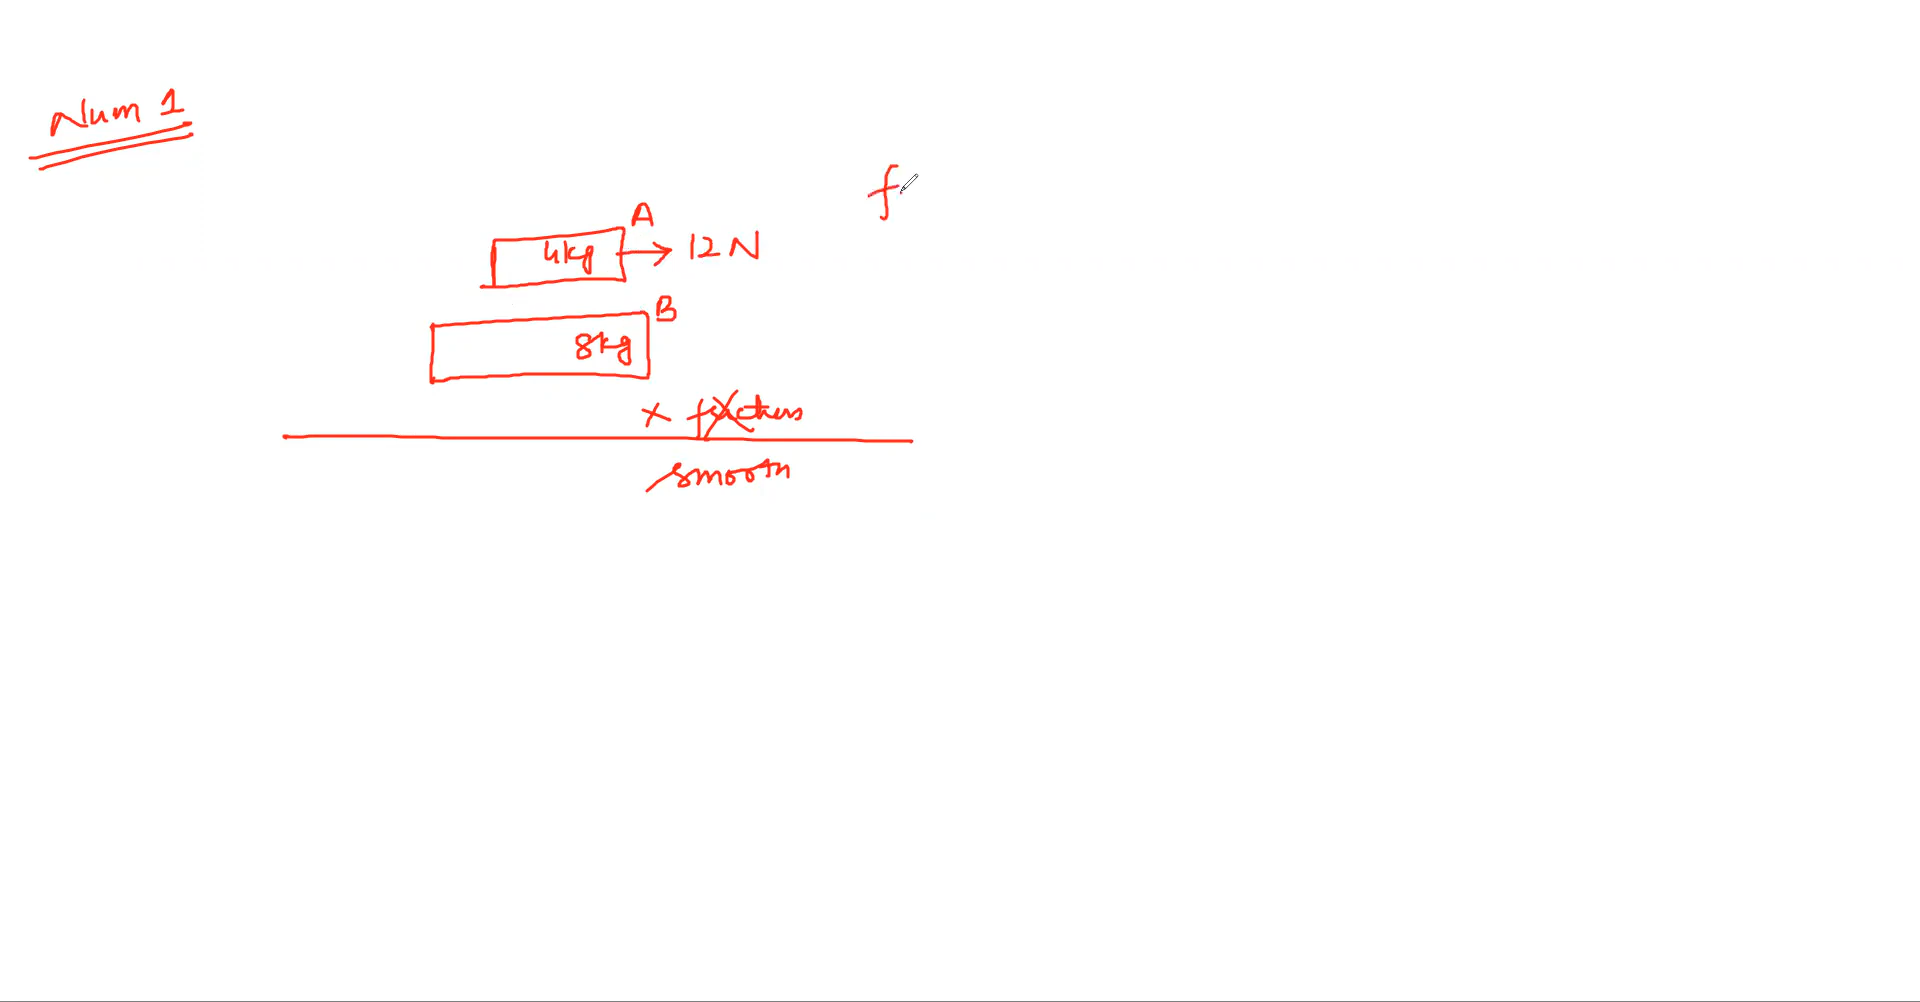 Num 1
f
A
4kg → 12 N
B
8kg
× friction
smooth